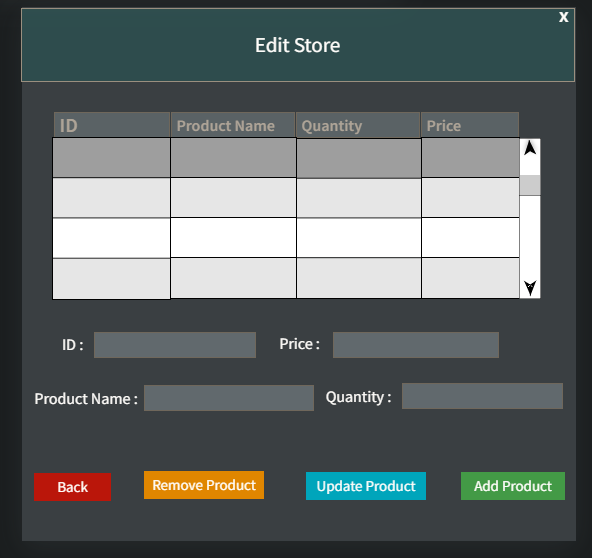 X
Edit Store
ID Product Name Quantity Price
ID : Price :
Product Name : Quantity :
Back Remove Product Update Product Add Product